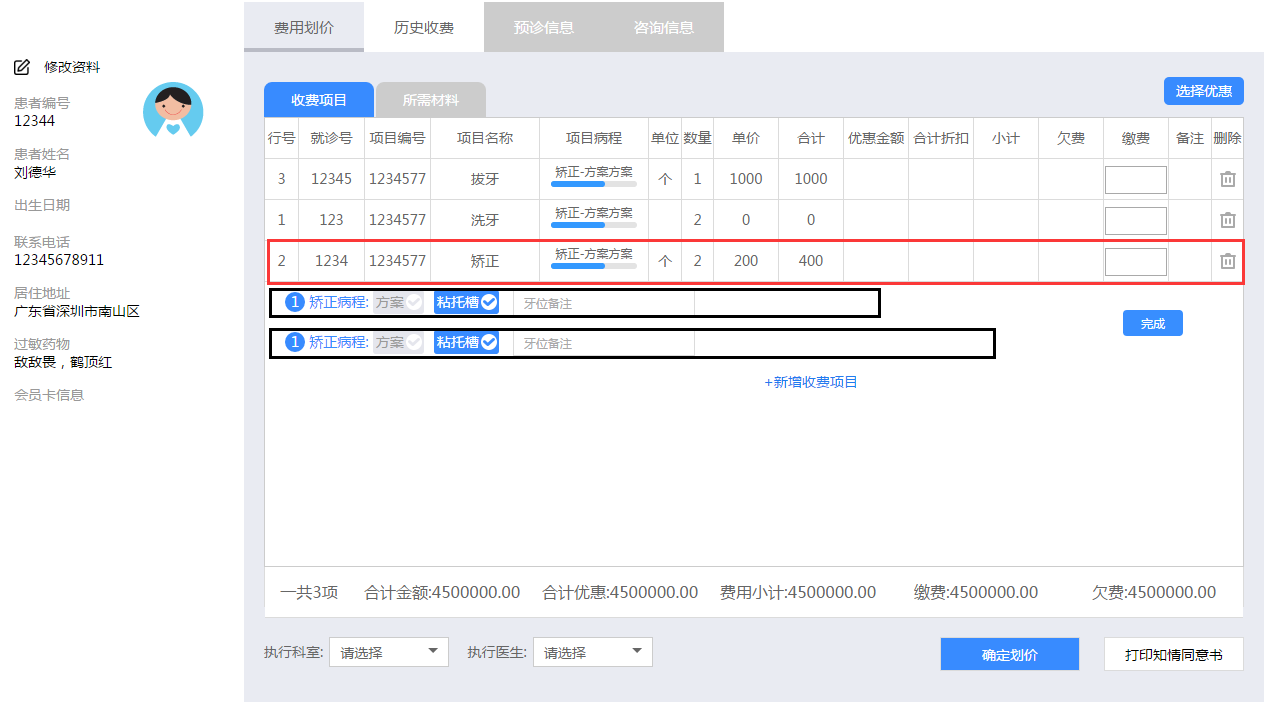 费用划价 历史收费 预诊信息 咨询信息
修改资料
患者编号
12344
患者姓名
刘德华
出生日期
联系电话
12345678911
居住地址
广东省深圳市南山区
过敏药物
敌敌畏，鹤顶红
会员卡信息
收费项目 所需材料 选择优惠
行号 就诊号 项目编号 项目名称 项目病程 单位 数量 单价 合计 优惠金额 合计折扣 小计 欠费 缴费 备注 删除
3 12345 1234577 拔牙 矫正-方案方案 个 1 1000 1000
1 123 1234577 洗牙 矫正-方案方案 2 0 0
2 1234 1234577 矫正 矫正-方案方案 个 2 200 400
1 矫正病程: 方案 粘托槽 牙位备注
完成
1 矫正病程: 方案 粘托槽 牙位备注
+新增收费项目
一共3项 合计金额:4500000.00 合计优惠:4500000.00 费用小计:4500000.00 缴费:4500000.00 欠费:4500000.00
执行科室: 请选择 执行医生: 请选择 确定划价 打印知情同意书